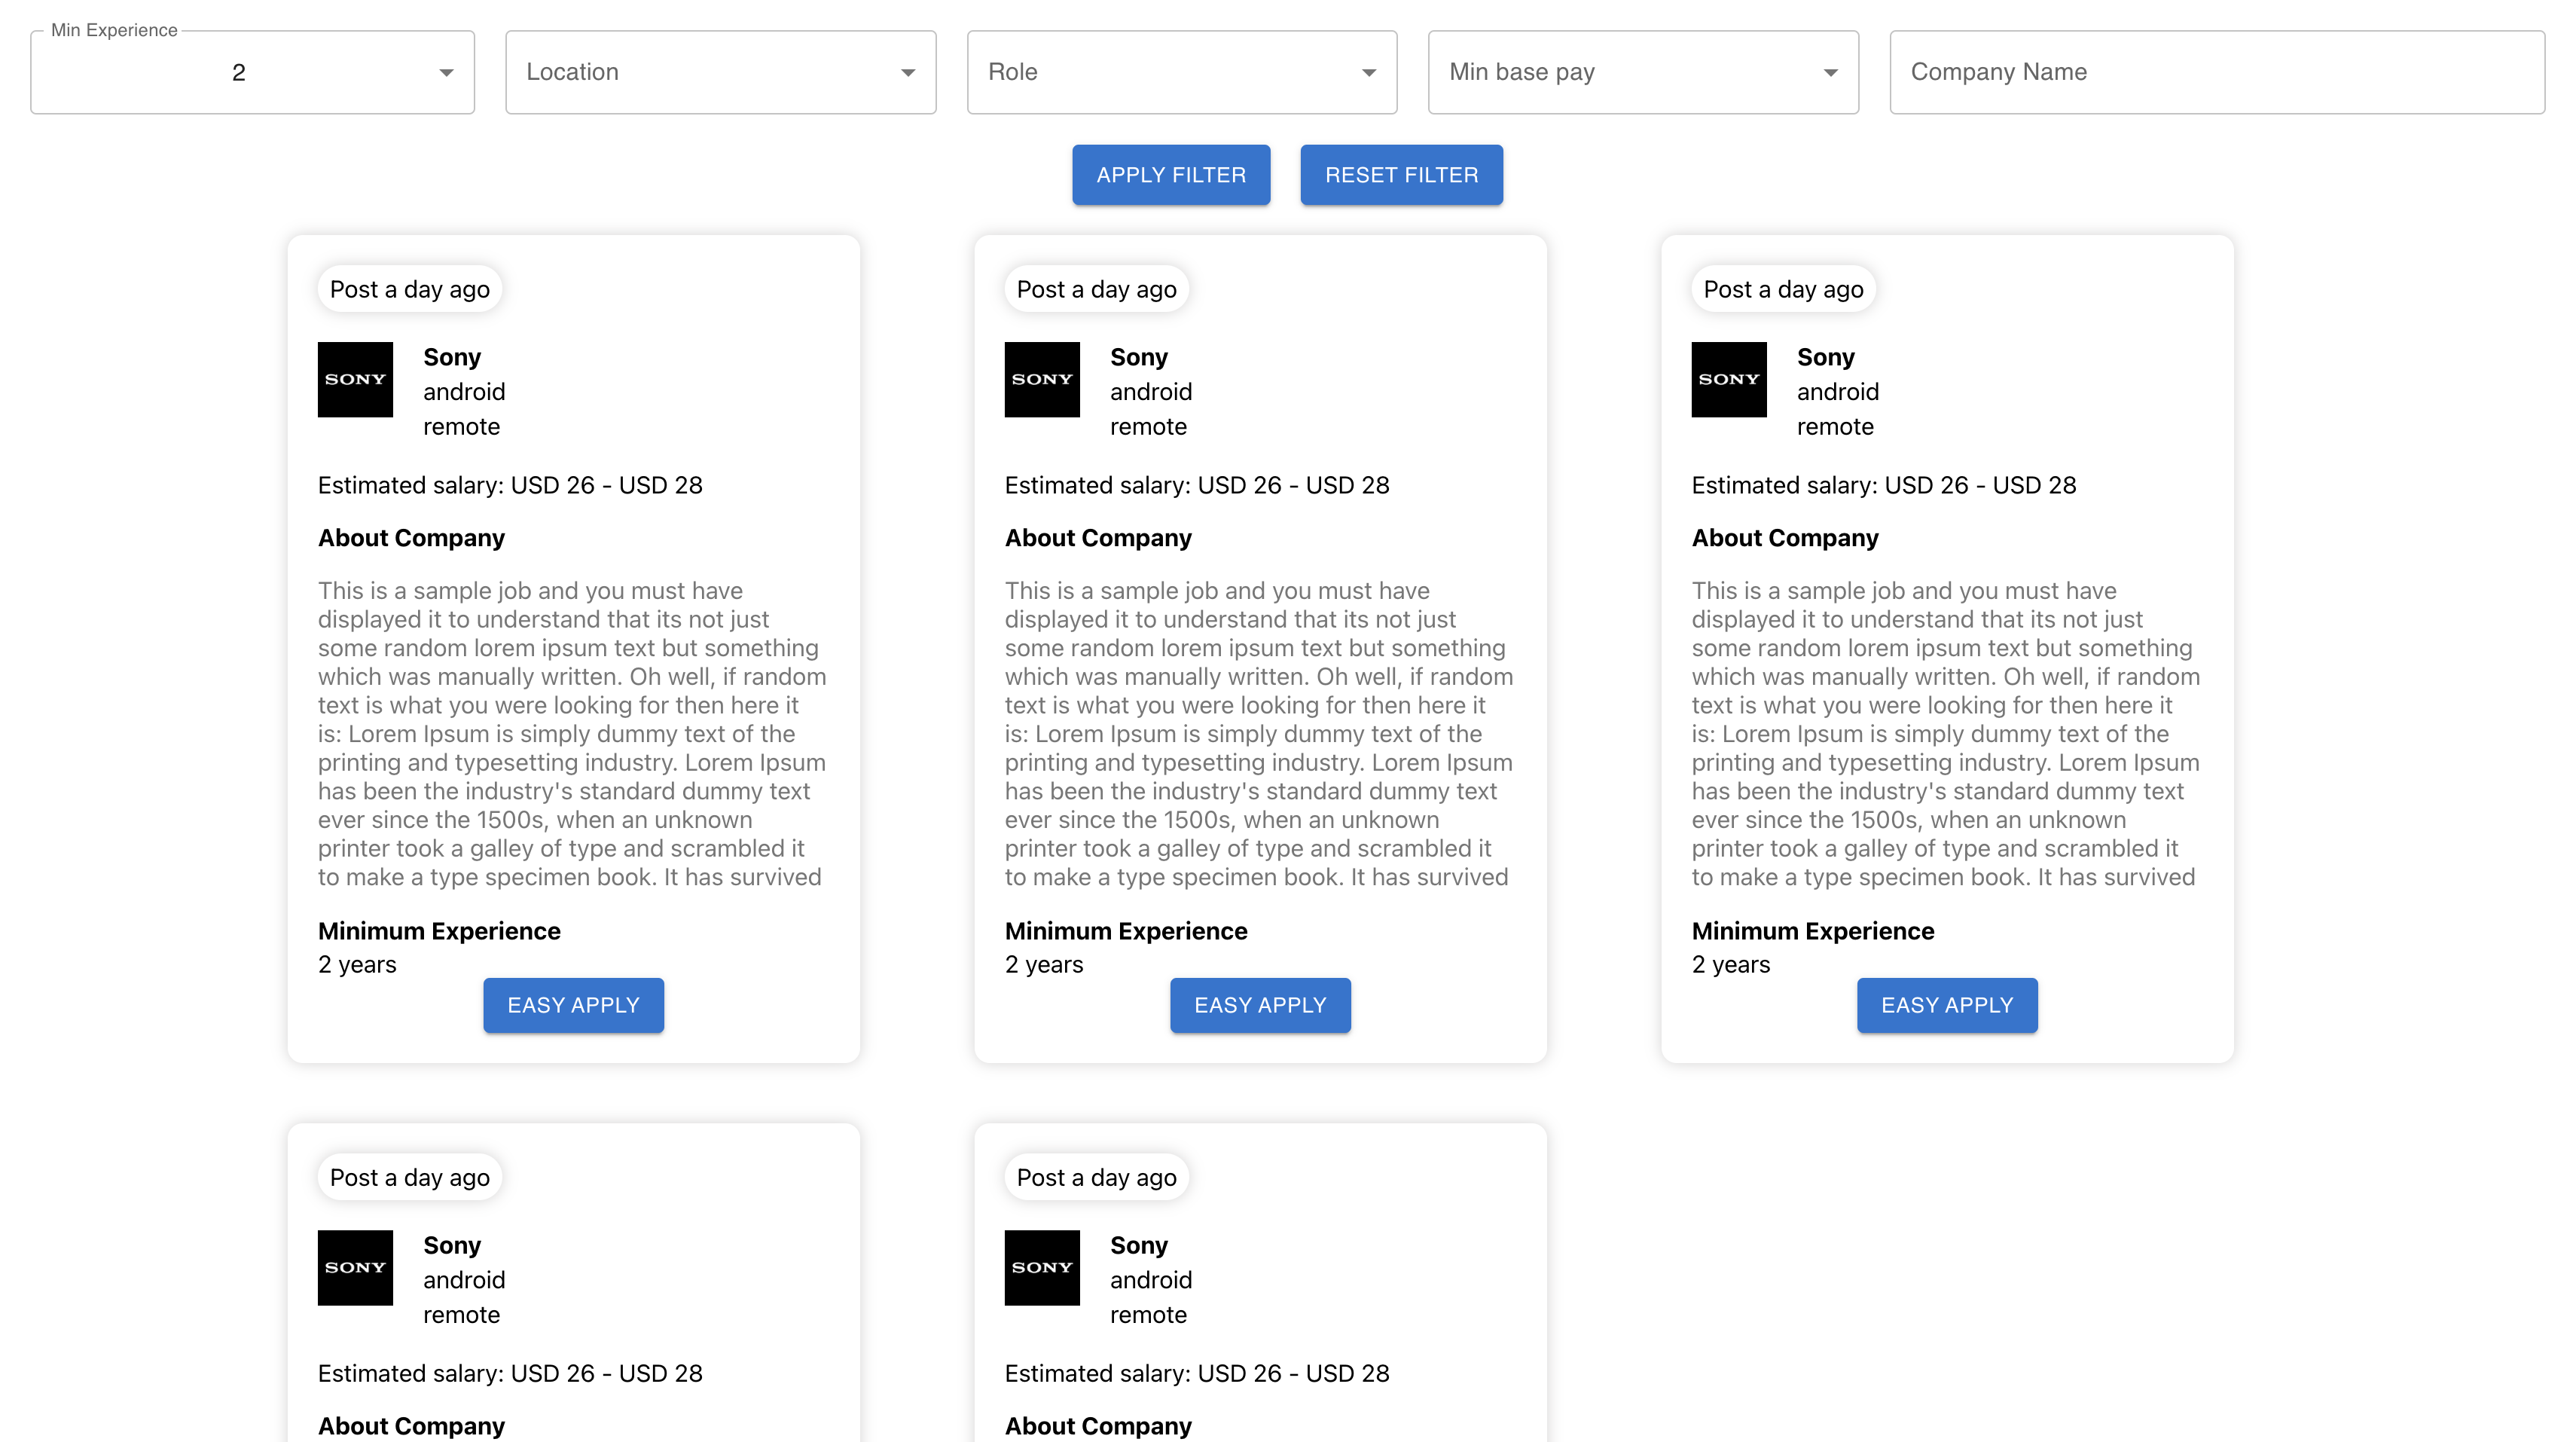 Min Experience
2
Location
Role
Min base pay
Company Name
APPLY FILTER
RESET FILTER
Post a day ago
SONY
Sony
android
remote
Estimated salary: USD 26 - USD 28
About Company
This is a sample job and you must have
displayed it to understand that its not just
some random lorem ipsum text but something
which was manually written. Oh well, if random
text is what you were looking for then here it
is: Lorem Ipsum is simply dummy text of the
printing and typesetting industry. Lorem Ipsum
has been the industry's standard dummy text
ever since the 1500s, when an unknown
printer took a galley of type and scrambled it
to make a type specimen book. It has survived
Minimum Experience
2 years
EASY APPLY
Post a day ago
SONY
Sony
android
remote
Estimated salary: USD 26 - USD 28
About Company
This is a sample job and you must have
displayed it to understand that its not just
some random lorem ipsum text but something
which was manually written. Oh well, if random
text is what you were looking for then here it
is: Lorem Ipsum is simply dummy text of the
printing and typesetting industry. Lorem Ipsum
has been the industry's standard dummy text
ever since the 1500s, when an unknown
printer took a galley of type and scrambled it
to make a type specimen book. It has survived
Minimum Experience
2 years
EASY APPLY
Post a day ago
SONY
Sony
android
remote
Estimated salary: USD 26 - USD 28
About Company
This is a sample job and you must have
displayed it to understand that its not just
some random lorem ipsum text but something
which was manually written. Oh well, if random
text is what you were looking for then here it
is: Lorem Ipsum is simply dummy text of the
printing and typesetting industry. Lorem Ipsum
has been the industry's standard dummy text
ever since the 1500s, when an unknown
printer took a galley of type and scrambled it
to make a type specimen book. It has survived
Minimum Experience
2 years
EASY APPLY
Post a day ago
SONY
Sony
android
remote
Estimated salary: USD 26 - USD 28
About Company
Post a day ago
SONY
Sony
android
remote
Estimated salary: USD 26 - USD 28
About Company